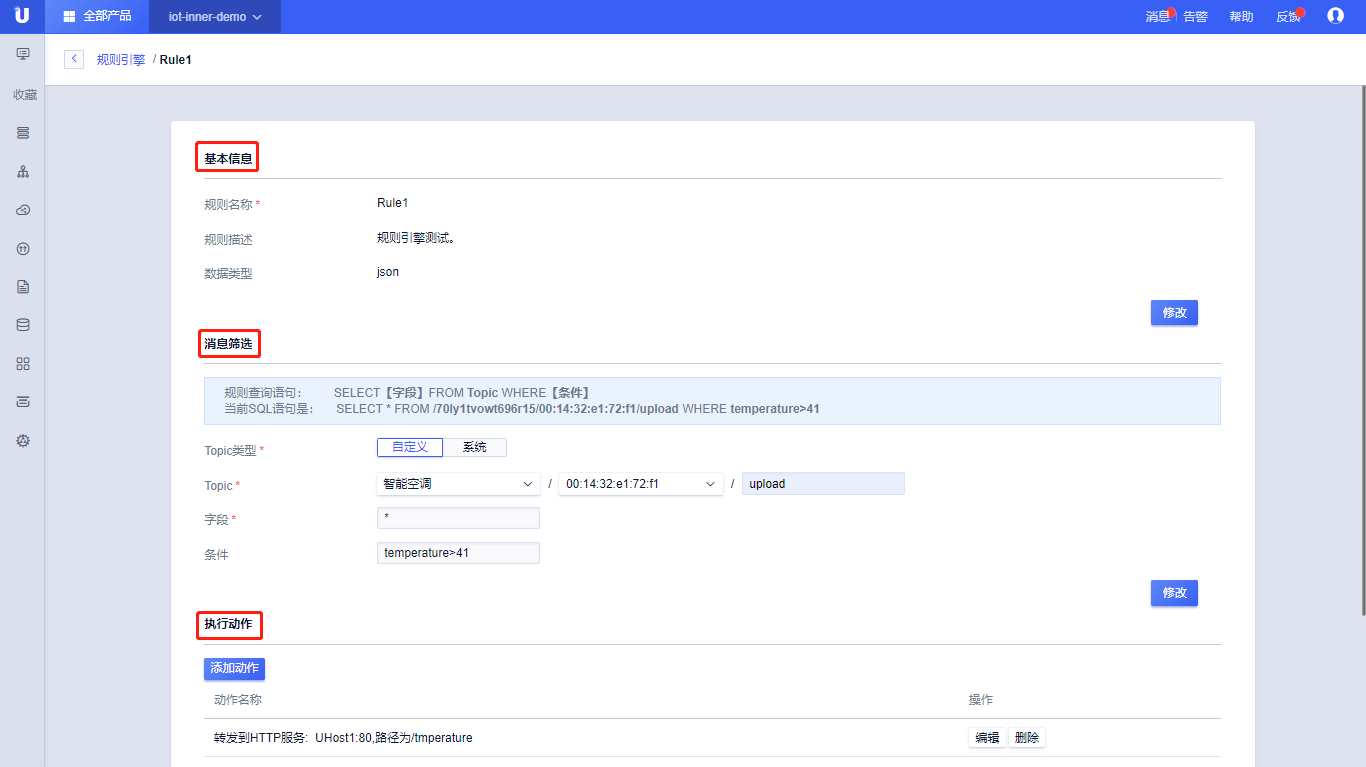 U 全部产品 iot-inner-demo 消息 告警 帮助 反馈
规则引擎 / Rule1
收藏
基本信息
规则名称 * Rule1
规则描述 规则引擎测试。
数据类型 json
修改
消息筛选
规则查询语句： SELECT【字段】FROM Topic WHERE【条件】
当前SQL语句是： SELECT * FROM /70ly1tvowt696r15/00:14:32:e1:72:f1/upload WHERE temperature>41
Topic类型 * 自定义 系统
Topic * 智能空调 / 00:14:32:e1:72:f1 / upload
字段 * *
条件 temperature>41
修改
执行动作
添加动作
动作名称 操作
转发到HTTP服务: UHost1:80,路径为/tmperature 编辑 删除